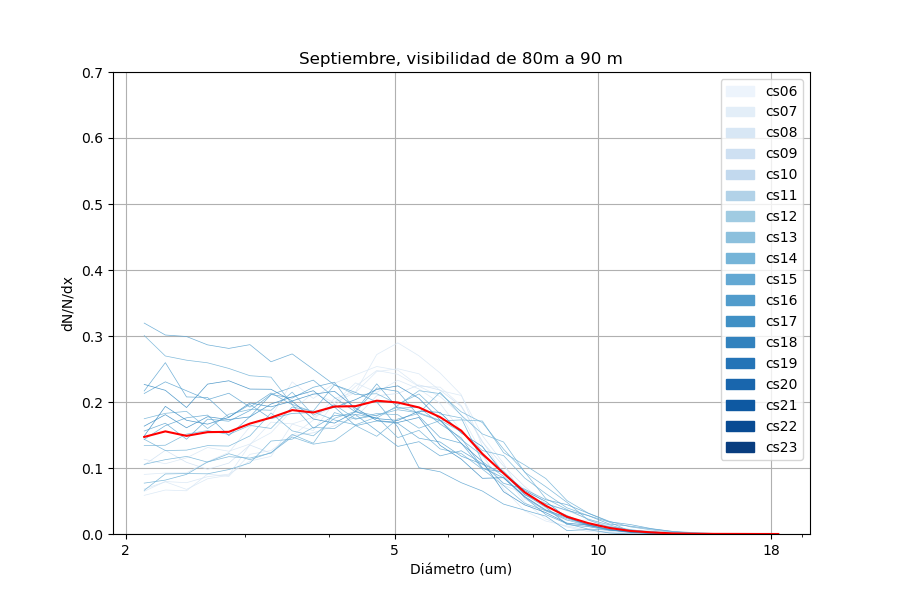 Septiembre, visibilidad de 80m a 90 m
dN/N/dx
0.7
0.6
0.5
0.4
0.3
0.2
0.1
0.0
2
5
10
18
Diámetro (um)
cs06
cs07
cs08
cs09
cs10
cs11
cs12
cs13
cs14
cs15
cs16
cs17
cs18
cs19
cs20
cs21
cs22
cs23